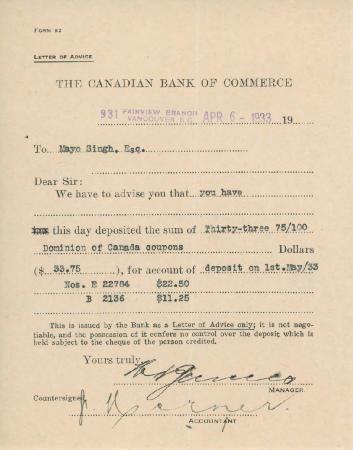 FORM 82
LETTER OF ADVICE
THE CANADIAN BANK OF COMMERCE
931 FAIRVIEW BRANCH
VANCOUVER B.C. APR 6 - 1933 19
To Mayo Singh, Esq.
Dear Sir:
We have to advise you that you have
this day deposited the sum of Thirty-three 75/100
Dominion of Canada coupons Dollars
($ 33.75 ), for account of deposit on 1st.May/33
Nos. E 22784 $22.50
B 2136 $11.25
This is issued by the Bank as a Letter of Advice only; it is not nego-
tiable, and the possession of it confers no control over the deposit which is
held subject to the cheque of the person credited.
Yours truly,
MANAGER.
Countersigned
ACCOUNTANT